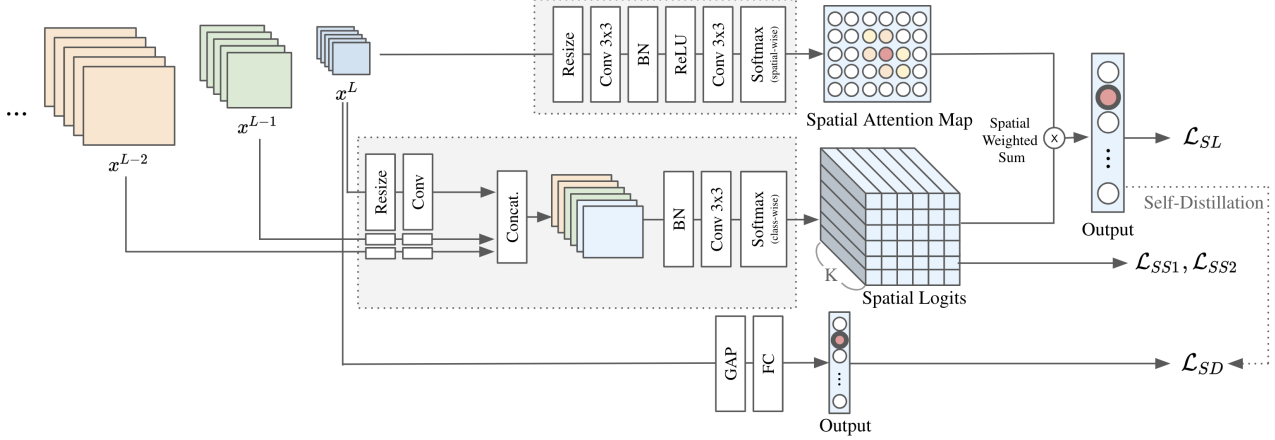 ...
x^L
x^{L-1}
x^{L-2}
Resize
Conv 3x3
BN
ReLU
Conv 3x3
Softmax
(spatial-wise)
Spatial Attention Map
Spatial
Weighted
Sum
x
Output
ℒ_{SL}
Self-Distillation
Resize
Conv
Concat.
BN
Conv 3x3
Softmax
(class-wise)
K
Spatial Logits
ℒ_{SS1}, ℒ_{SS2}
GAP
FC
Output
ℒ_{SD}